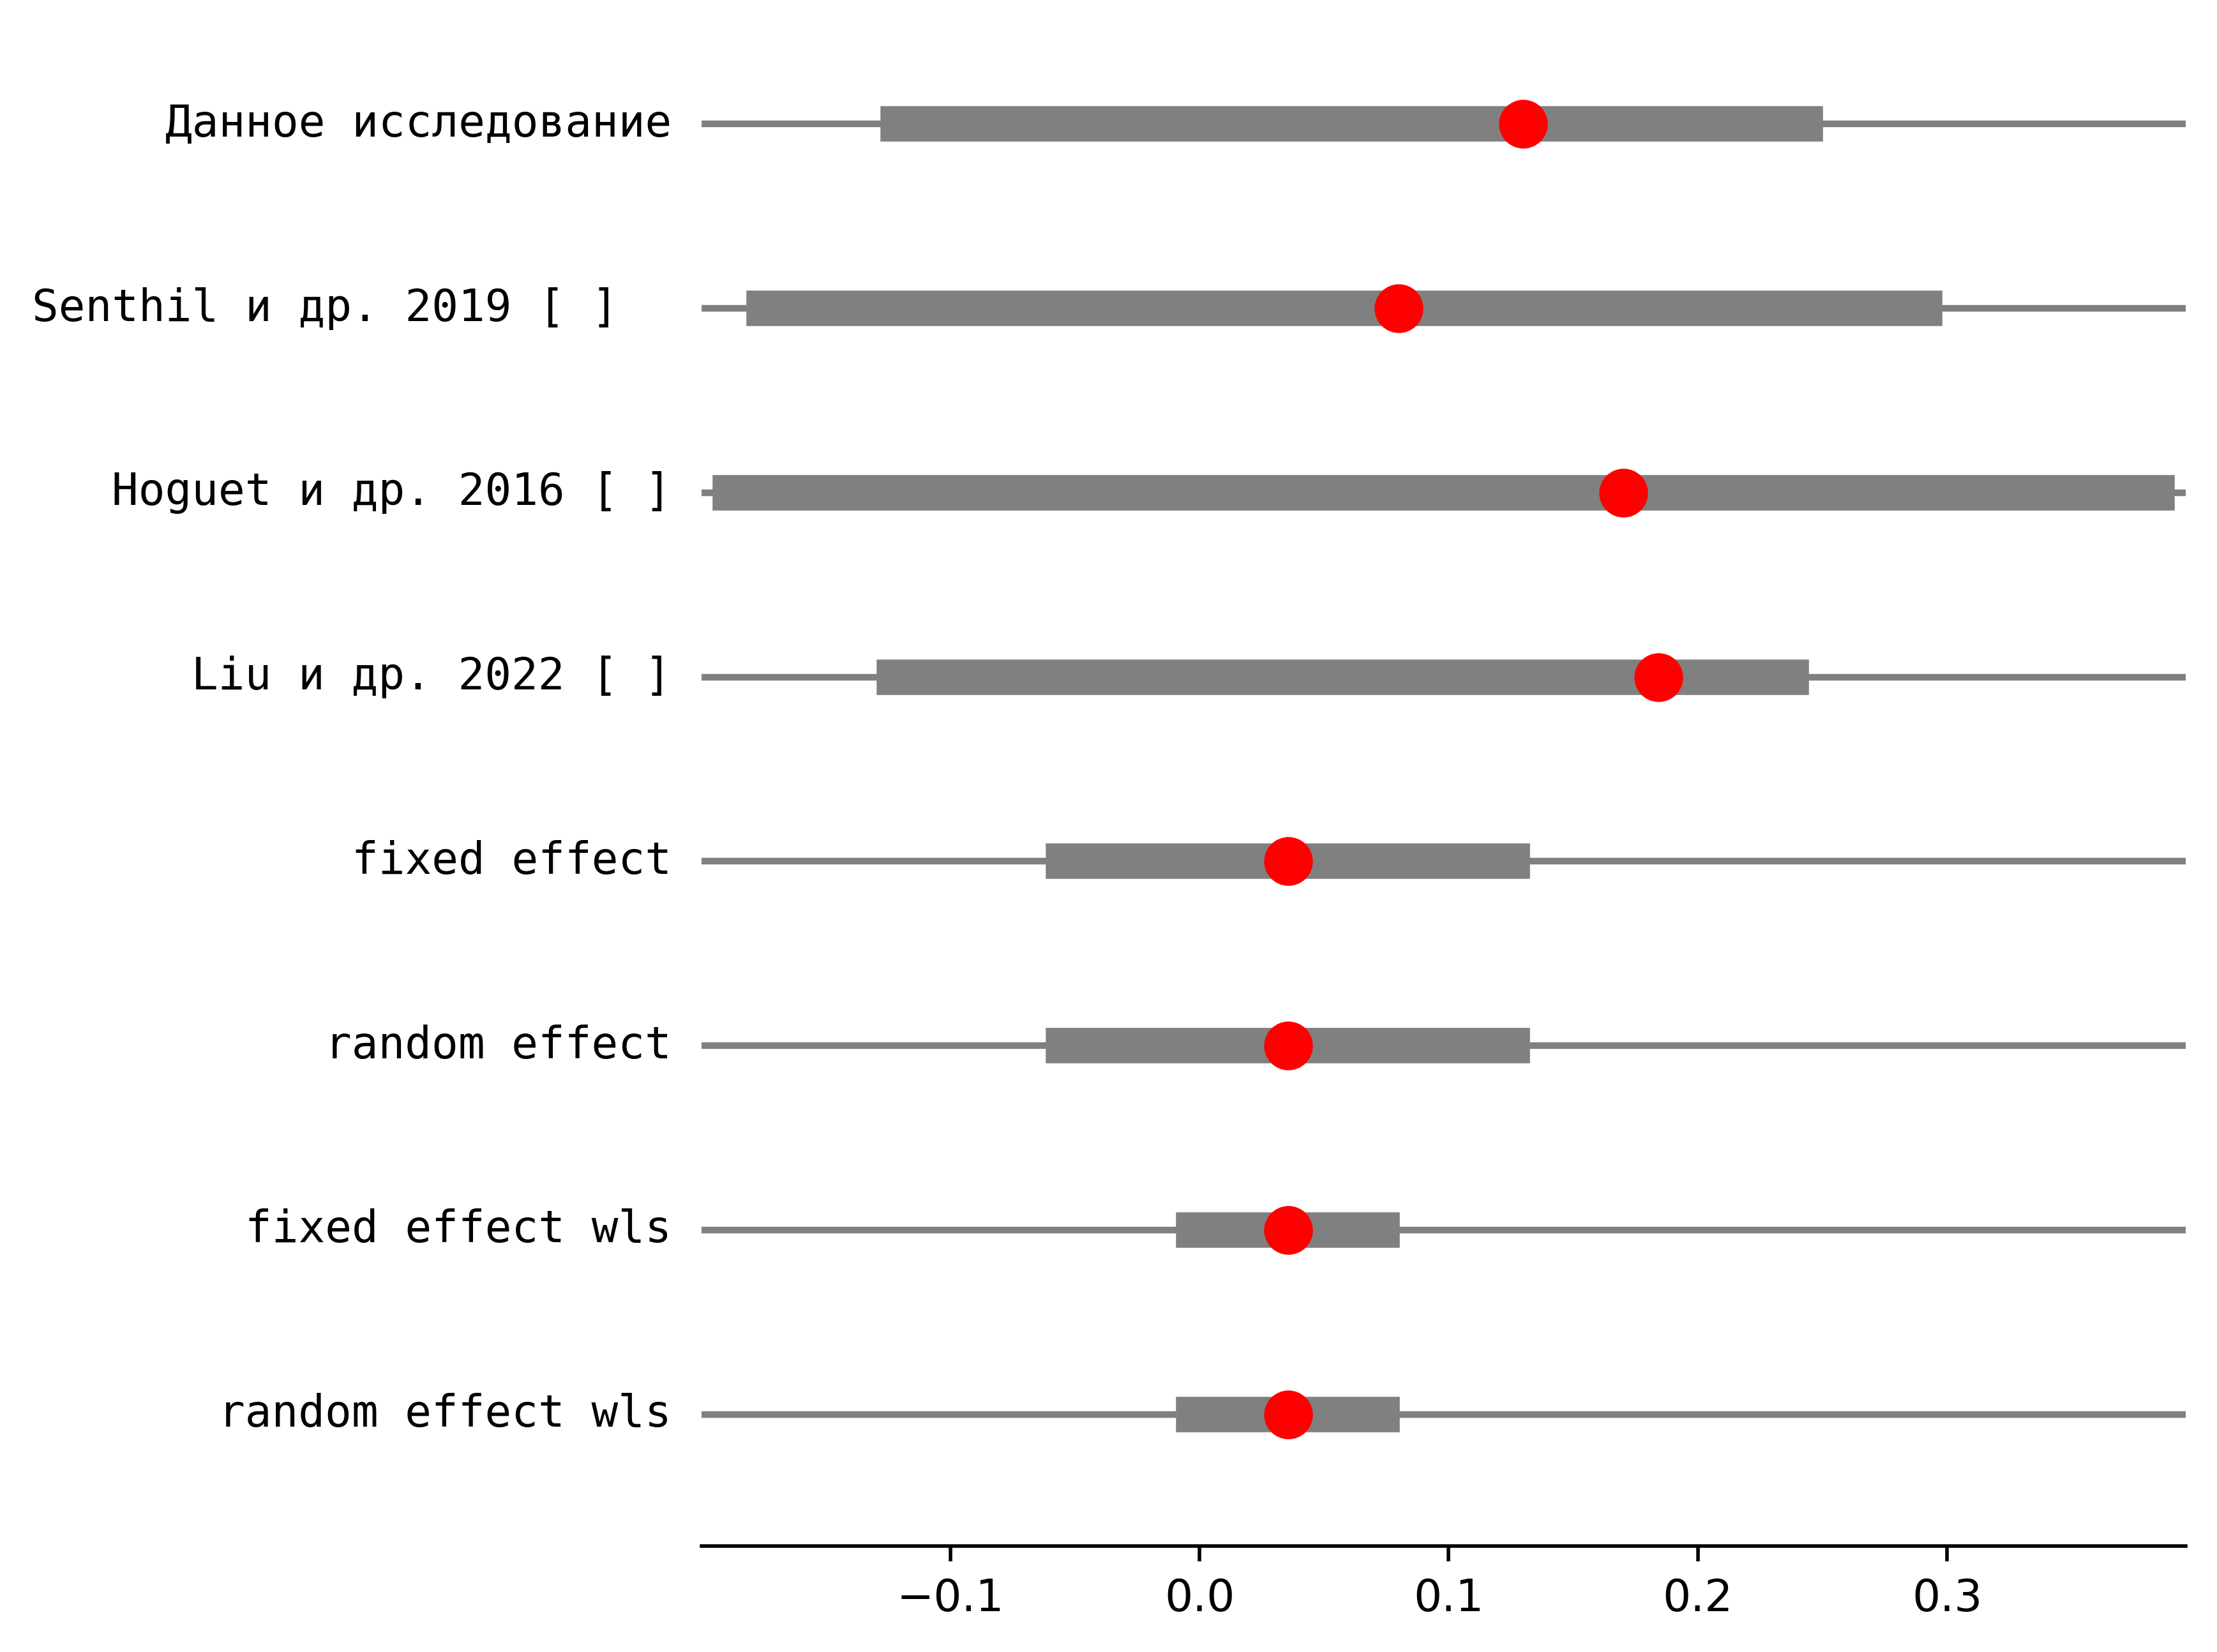 Данное исследование
Senthil и др. 2019 [ ]
Hoguet и др. 2016 [ ]
Liu и др. 2022 [ ]
fixed effect
random effect
fixed effect wls
random effect wls
−0.1 0.0 0.1 0.2 0.3